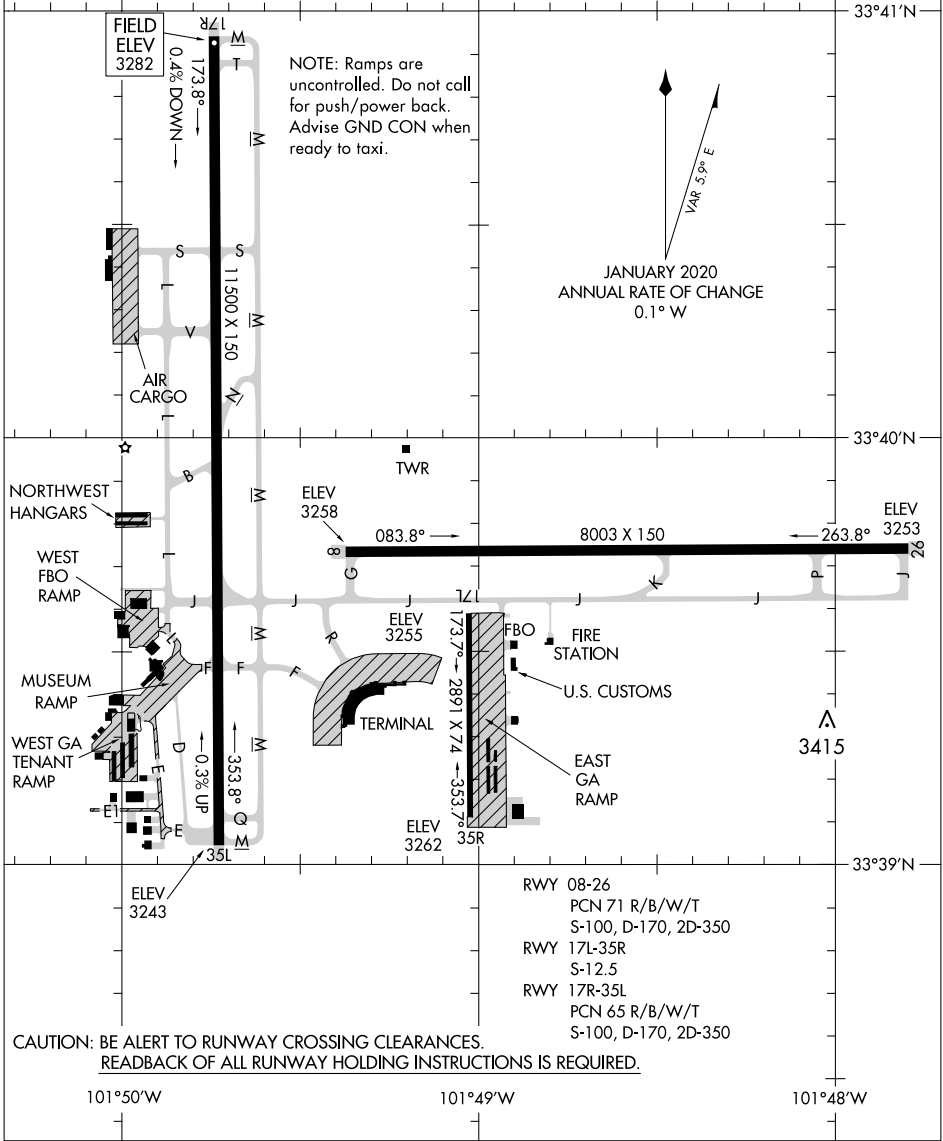 33°41'N
FIELD
ELEV
3282
17R
M
T
NOTE: Ramps are
uncontrolled. Do not call
for push/power back.
Advise GND CON when
ready to taxi.
173.8°
0.4% DOWN
M
VAR 5.9° E
JANUARY 2020
ANNUAL RATE OF CHANGE
0.1° W
S
S
L
11500 X 150
M
V
AIR
CARGO
N
L
33°40'N
TWR
B
NORTHWEST
HANGARS
M
ELEV
3258
ELEV
3253
083.8°
8003 X 150
263.8°
8
26
L
WEST
FBO
RAMP
G
K
P
J
J
J
17L
J
J
M
R
ELEV
3255
173.7°
FBO
FIRE
STATION
L
MUSEUM
RAMP
F
F
F
U.S. CUSTOMS
2891 X 74
TERMINAL
WEST GA
TENANT
RAMP
D
M
3415
E
0.3% UP
353.8°
EAST
GA
RAMP
353.7°
E1
E
Q
M
ELEV
3262
35R
35L
33°39'N
ELEV
3243
RWY 08-26
PCN 71 R/B/W/T
S-100, D-170, 2D-350
RWY 17L-35R
S-12.5
RWY 17R-35L
PCN 65 R/B/W/T
S-100, D-170, 2D-350
CAUTION: BE ALERT TO RUNWAY CROSSING CLEARANCES.
READBACK OF ALL RUNWAY HOLDING INSTRUCTIONS IS REQUIRED.
101°50'W
101°49'W
101°48'W